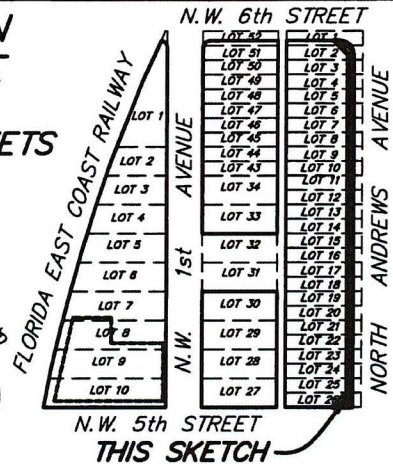 N.W. 6th STREET
N
ETS
FLORIDA EAST COAST RAILWAY
LOT 1
LOT 2
LOT 3
LOT 4
LOT 5
LOT 6
LOT 7
LOT 8
LOT 9
LOT 10
N.W. 1st AVENUE
LOT 52
LOT 51
LOT 50
LOT 49
LOT 48
LOT 47
LOT 46
LOT 45
LOT 44
LOT 43
LOT 34
LOT 33
LOT 32
LOT 31
LOT 30
LOT 29
LOT 28
LOT 27
LOT 1
LOT 2
LOT 3
LOT 4
LOT 5
LOT 6
LOT 7
LOT 8
LOT 9
LOT 10
LOT 11
LOT 12
LOT 13
LOT 14
LOT 15
LOT 16
LOT 17
LOT 18
LOT 19
LOT 20
LOT 21
LOT 22
LOT 23
LOT 24
LOT 25
LOT 26
NORTH ANDREWS AVENUE
N.W. 5th STREET
THIS SKETCH